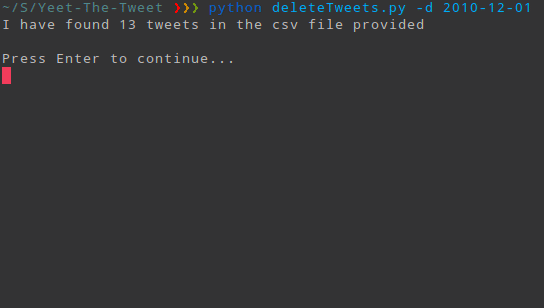 ~/S/Yeet-The-Tweet ❯❯❯ python deleteTweets.py -d 2010-12-01
I have found 13 tweets in the csv file provided
Press Enter to continue...